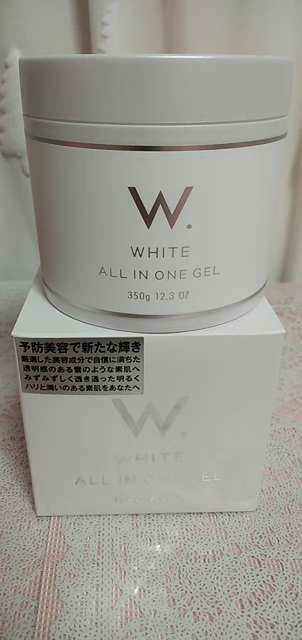 W.
WHITE
ALL IN ONE GEL
350g 12.3 OZ
予防美容で新たな輝き
厳選した美容成分で自信に満ちた
透明感のある雪のような素肌へ
みずみずしく透き通った明るく
ハリと潤いのある素肌をあなたへ
W.
WHITE
ALL IN ONE GEL